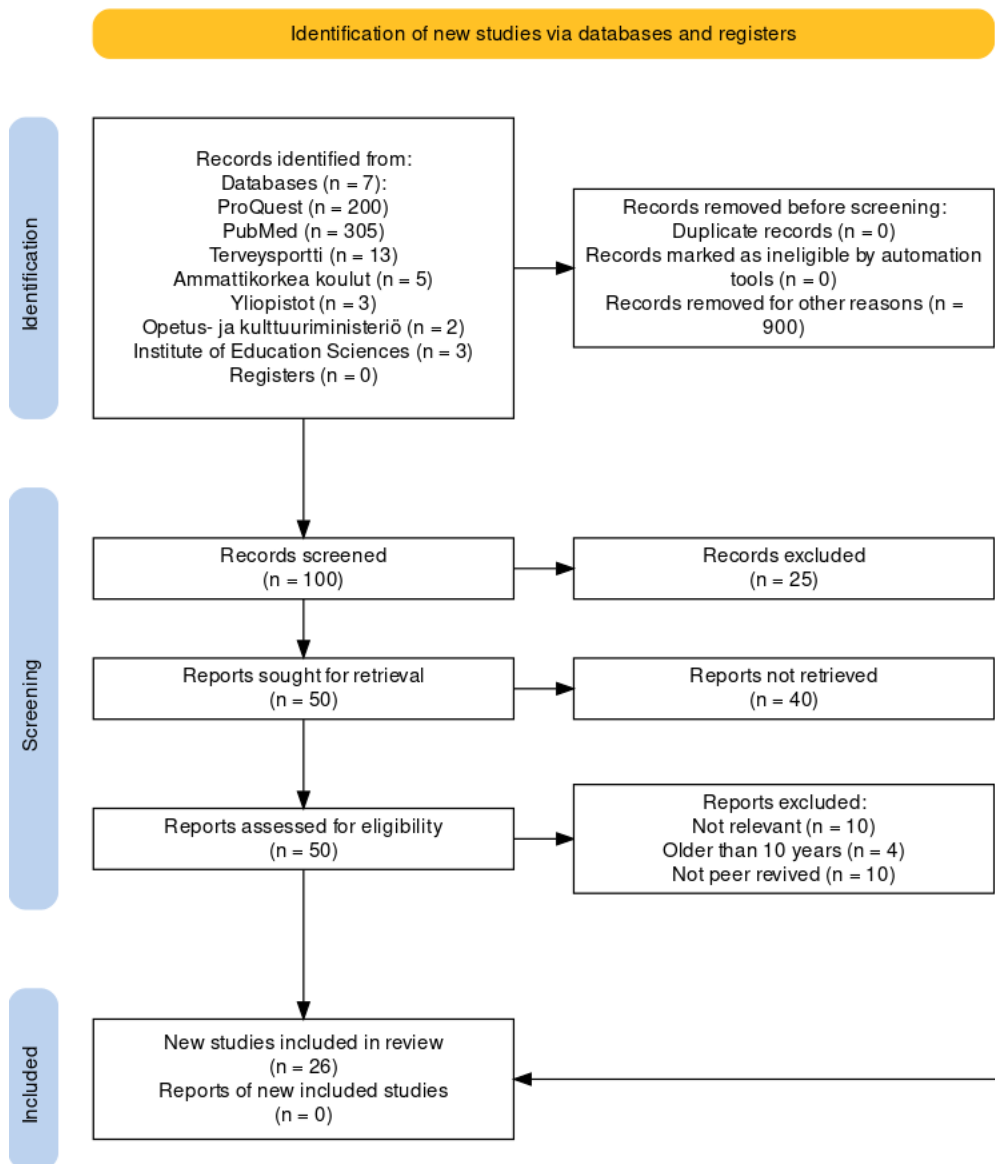 Identification of new studies via databases and registers
Identification
Records identified from:
Databases (n = 7):
ProQuest (n = 200)
PubMed (n = 305)
Terveysportti (n = 13)
Ammattikorkea koulut (n = 5)
Yliopistot (n = 3)
Opetus- ja kulttuuriministeriö (n = 2)
Institute of Education Sciences (n = 3)
Registers (n = 0)
Records removed before screening:
Duplicate records (n = 0)
Records marked as ineligible by automation
tools (n = 0)
Records removed for other reasons (n =
900)
Screening
Records screened
(n = 100)
Records excluded
(n = 25)
Reports sought for retrieval
(n = 50)
Reports not retrieved
(n = 40)
Reports assessed for eligibility
(n = 50)
Reports excluded:
Not relevant (n = 10)
Older than 10 years (n = 4)
Not peer revived (n = 10)
Included
New studies included in review
(n = 26)
Reports of new included studies
(n = 0)